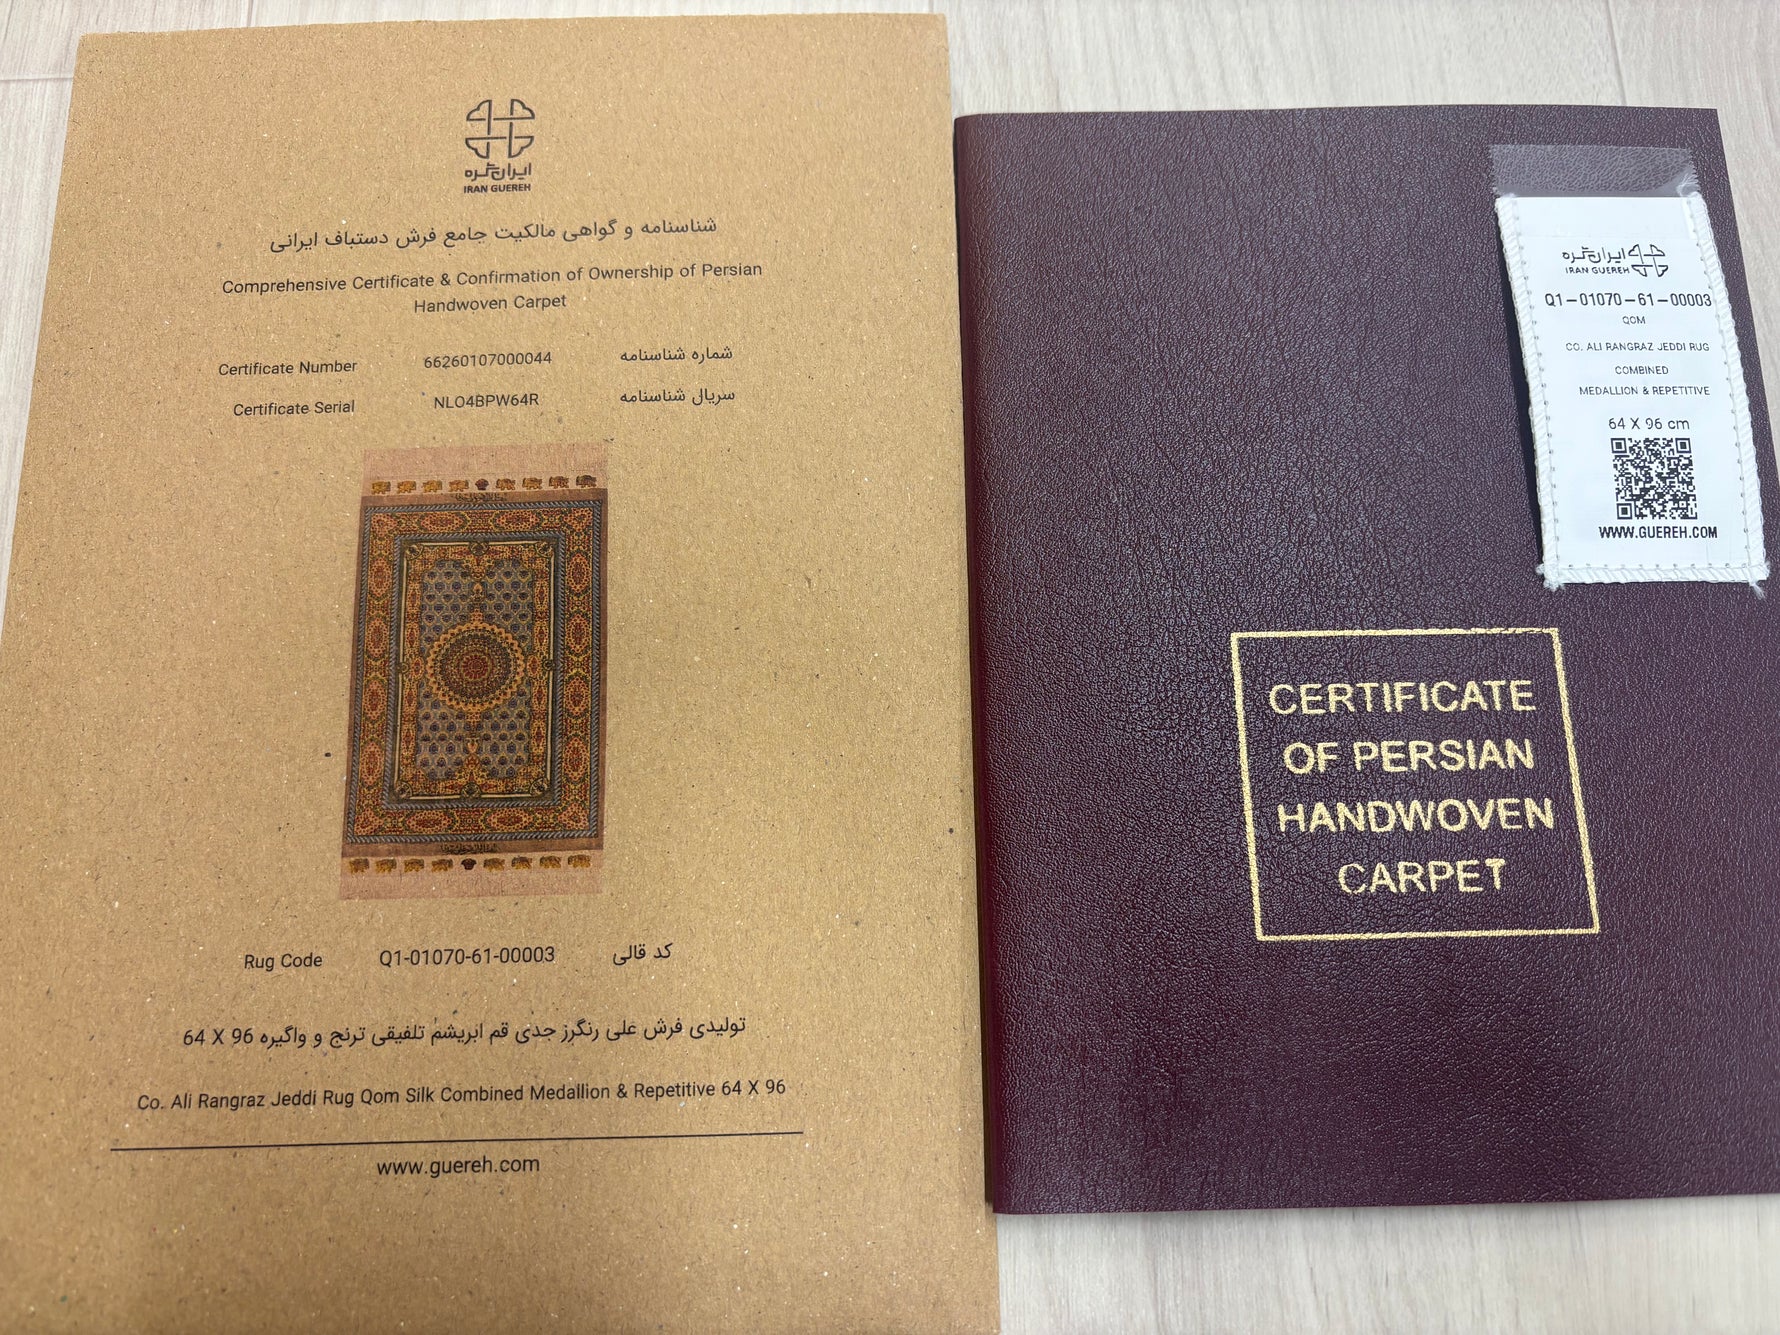 ایران گره
IRAN GUEREH
شناسنامه و گواهی مالکیت جامع فرش دستباف ایرانی
Comprehensive Certificate & Confirmation of Ownership of Persian
Handwoven Carpet
Certificate Number 66260107000044 شماره شناسنامه
Certificate Serial NLO4BPW64R سریال شناسنامه
Rug Code Q1-01070-61-00003 کد قالی
تولیدی فرش علی رنگرز جدی قم ابریشم تلفیقی ترنج و واگیره 96 X 64
Co. Ali Rangraz Jeddi Rug Qom Silk Combined Medallion & Repetitive 64 X 96
www.guereh.com
ایران گره
IRAN GUEREH
Q1-01070-61-00003
QOM
CO. ALI RANGRAZ JEDDI RUG
COMBINED
MEDALLION & REPETITIVE
64 X 96 cm
WWW.GUEREH.COM
CERTIFICATE
OF PERSIAN
HANDWOVEN
CARPET